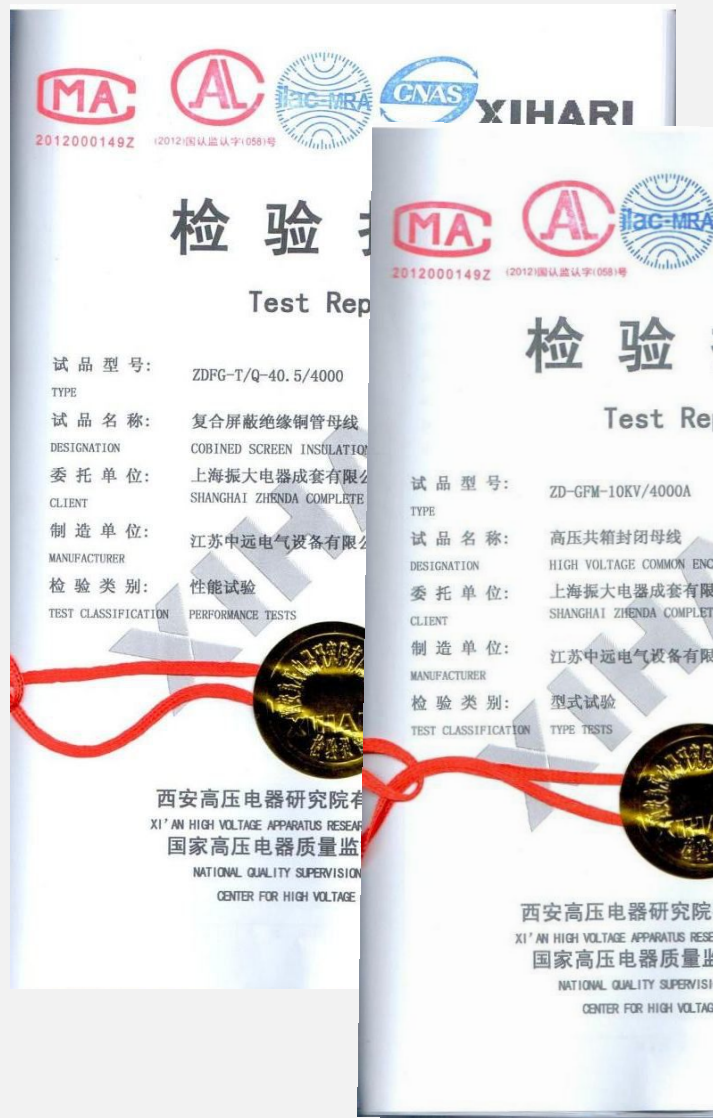 MA
2012000149Z
AL
(2012)国认监认字(058)号
ilac-MRA
CNAS
XIHARI
检 验
Test Rep
试 品 型 号:
ZDFG-T/Q-40.5/4000
TYPE
试 品 名 称:
复合屏蔽绝缘铜管母线
DESIGNATION
COBINED SCREEN INSULATION
委 托 单 位:
上海振大电器成套有限公
CLIENT
SHANGHAI ZHENDA COMPLETE
制 造 单 位:
江苏中远电气设备有限公
MANUFACTURER
检 验 类 别:
性能试验
TEST CLASSIFICATION
PERFORMANCE TESTS
西安高压电器研究院有
XI'AN HIGH VOLTAGE APPARATUS RESEAR
国家高压电器质量监
NATIONAL QUALITY SUPERVISION
CENTER FOR HIGH VOLTAGE
MA
2012000149Z
AL
(2012)国认监认字(058)号
ilac-MRA
检 验
Test Re
试 品 型 号:
ZD-GFM-10KV/4000A
TYPE
试 品 名 称:
高压共箱封闭母线
DESIGNATION
HIGH VOLTAGE COMMON ENC
委 托 单 位:
上海振大电器成套有限
CLIENT
SHANGHAI ZHENDA COMPLET
制 造 单 位:
江苏中远电气设备有限
MANUFACTURER
检 验 类 别:
型式试验
TEST CLASSIFICATION
TYPE TESTS
西安高压电器研究院
XI'AN HIGH VOLTAGE APPARATUS RESE
国家高压电器质量监
NATIONAL QUALITY SUPERVISI
CENTER FOR HIGH VOLTAG